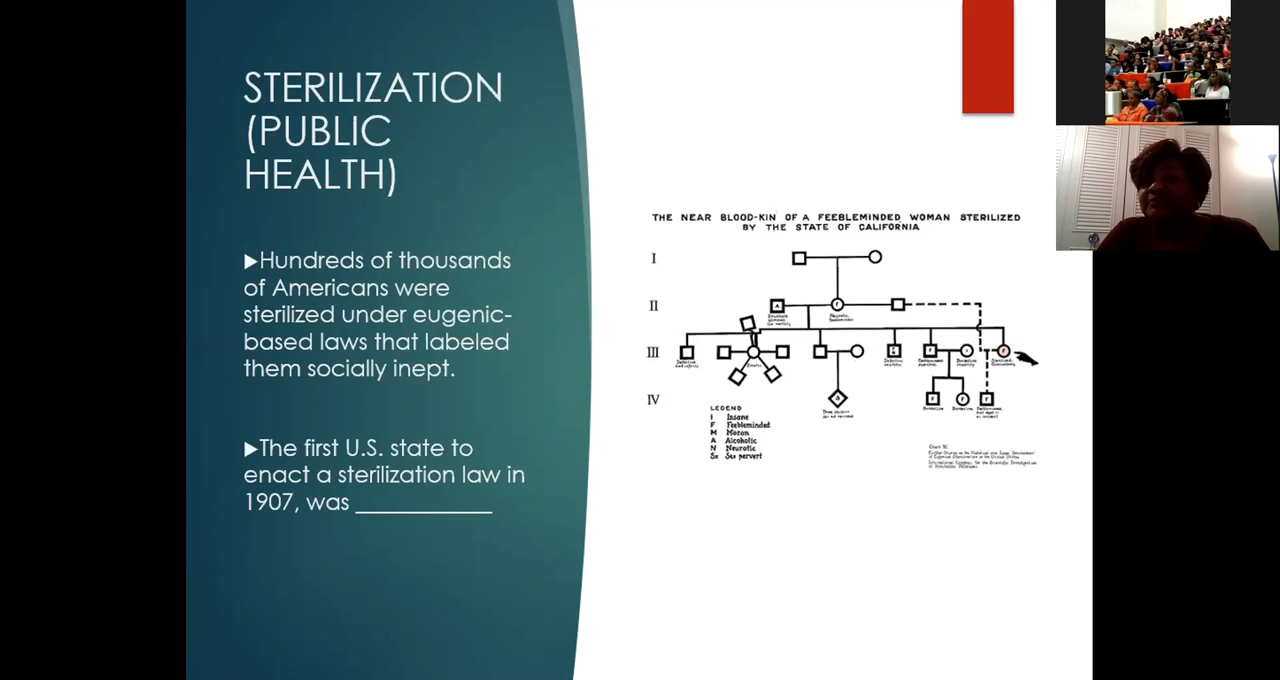 STERILIZATION
(PUBLIC
HEALTH)
▶Hundreds of thousands
of Americans were
sterilized under eugenic-
based laws that labeled
them socially inept.
▶The first U.S. state to
enact a sterilization law in
1907, was ____________
THE NEAR BLOOD-KIN OF A FEEBLEMINDED WOMAN STERILIZED
BY THE STATE OF CALIFORNIA
I
II
A
F
III
IV
LEGEND
I Insane
F Feebleminded
M Moron
A Alcoholic
N Neurotic
Sx Sex pervert